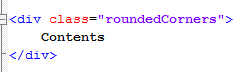 <div class="roundedCorners">
Contents
</div>